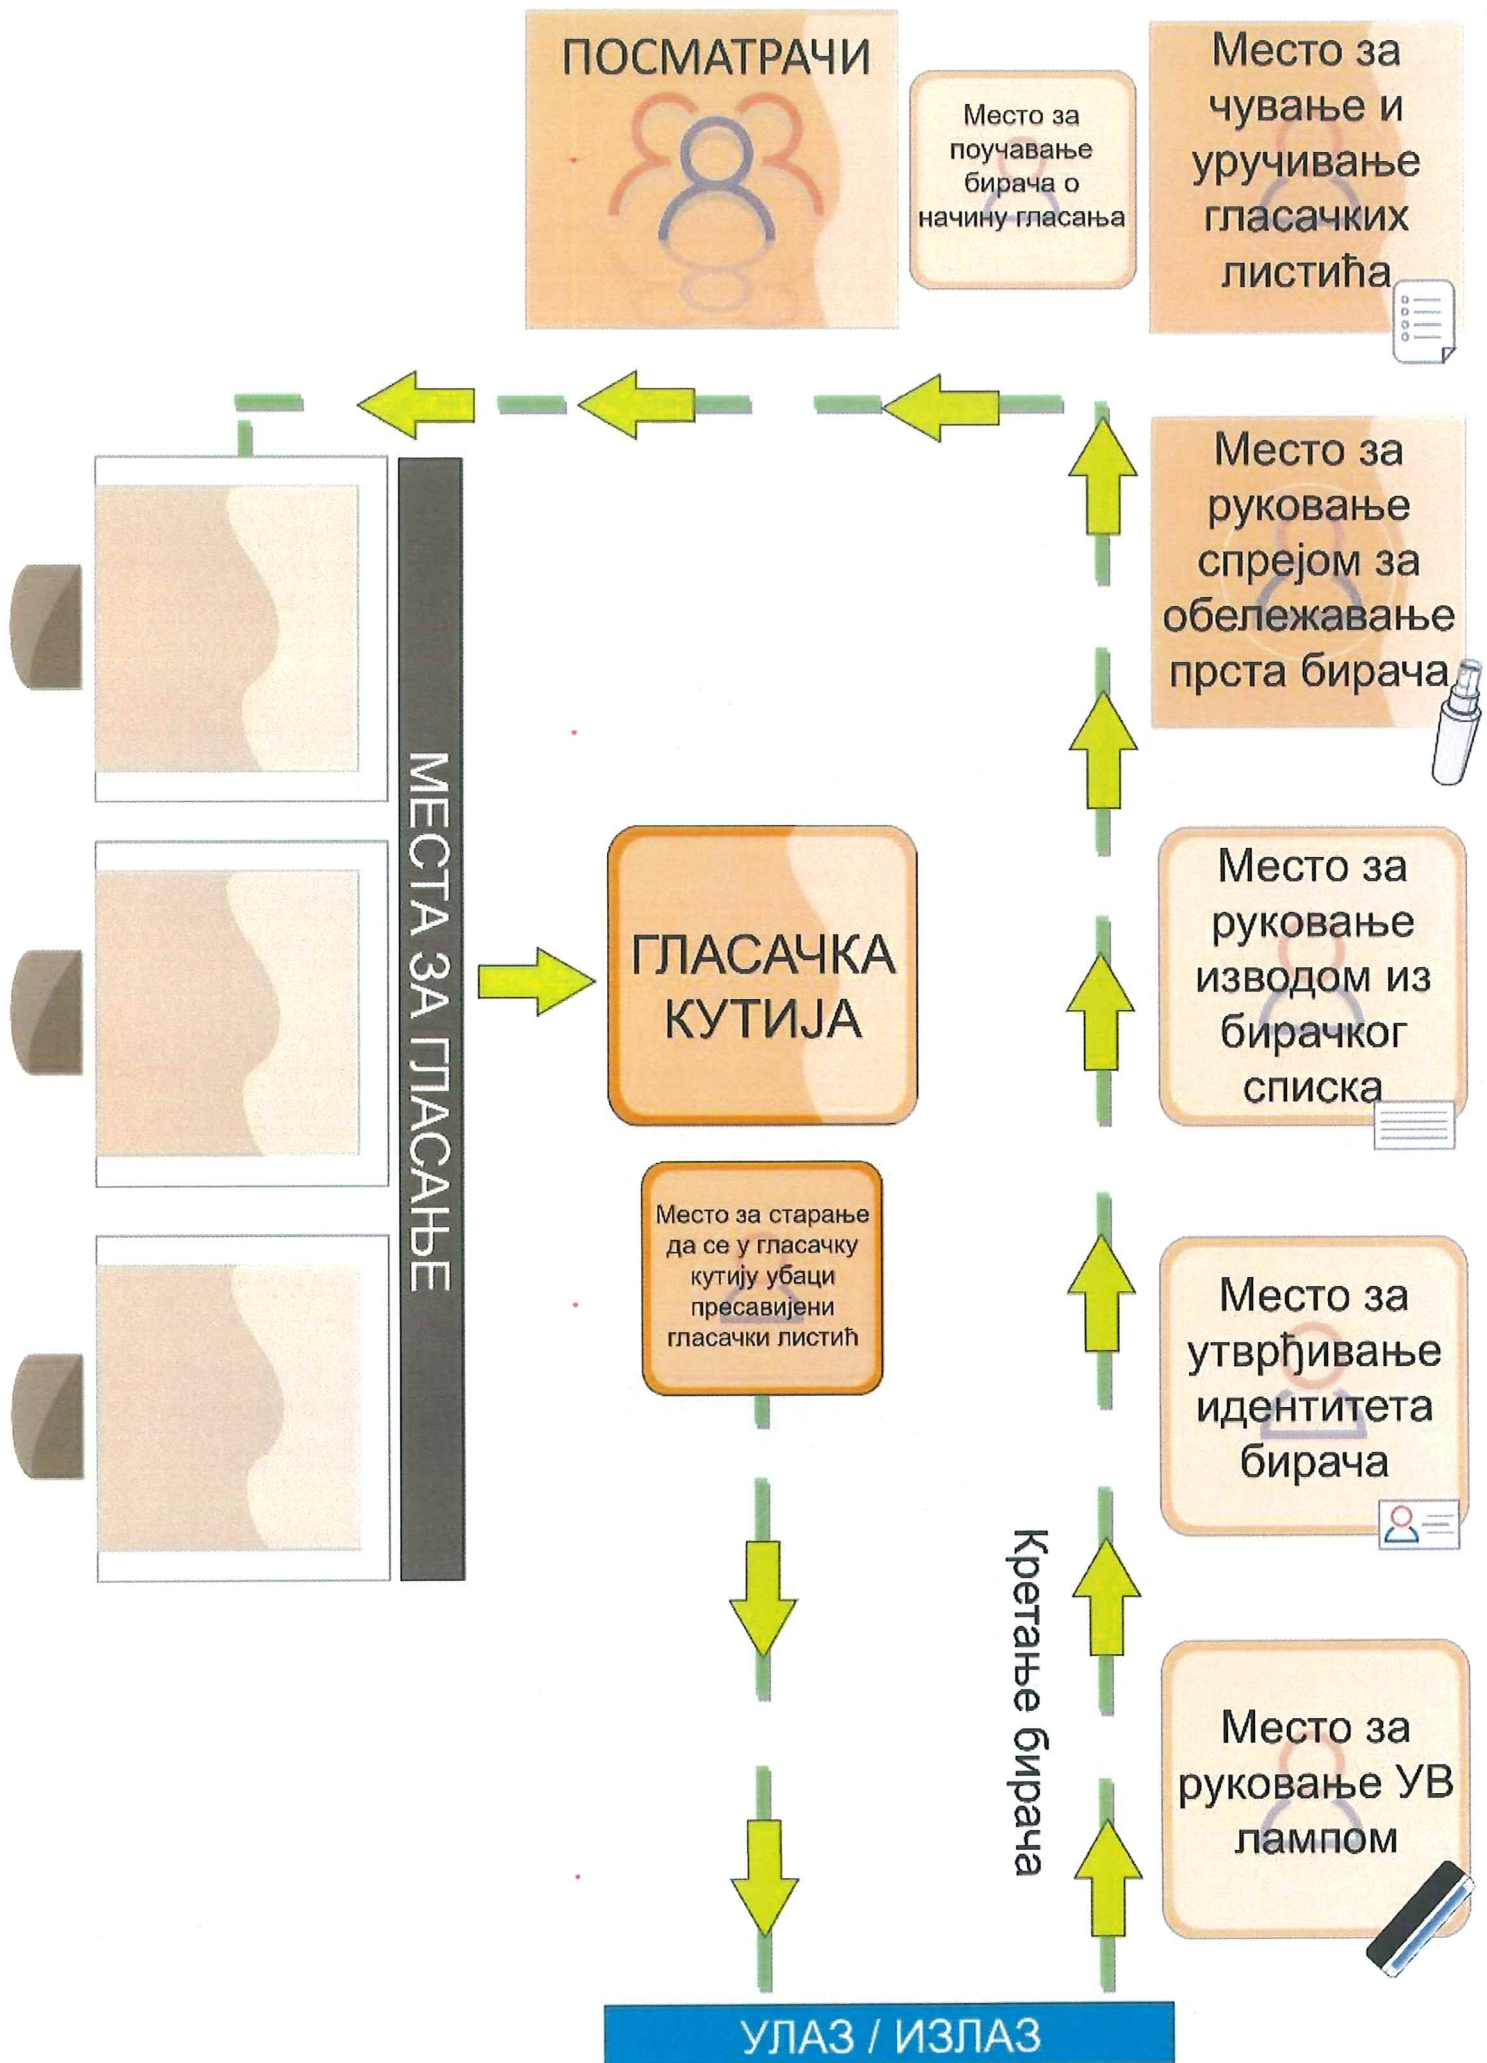 ПОСМАТРАЧИ
Место за
поучавање
бирача о
начину гласања
Место за
чување и
уручивање
гласачких
листића
Место за
руковање
спрејом за
обележавање
прста бирача
МЕСТА ЗА ГЛАСАЊЕ
ГЛАСАЧКА
КУТИЈА
Место за
руковање
изводом из
бирачког
списка
Место за старање
да се у гласачку
кутију убаци
пресавијени
гласачки листић
Место за
утврђивање
идентитета
бирача
Кретање бирача
Место за
руковање УВ
лампом
УЛАЗ / ИЗЛАЗ